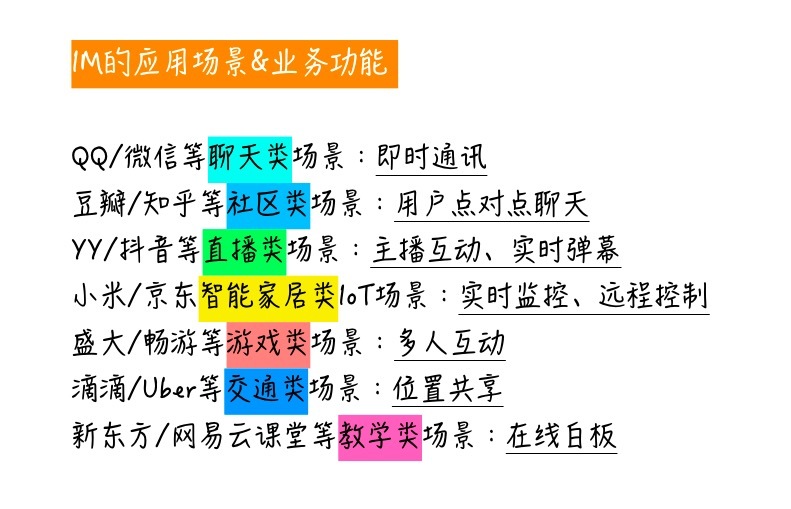 IM的应用场景&业务功能
QQ/微信等聊天类场景：即时通讯
豆瓣/知乎等社区类场景：用户点对点聊天
YY/抖音等直播类场景：主播互动、实时弹幕
小米/京东智能家居类IoT场景：实时监控、远程控制
盛大/畅游等游戏类场景：多人互动
滴滴/Uber等交通类场景：位置共享
新东方/网易云课堂等教学类场景：在线白板